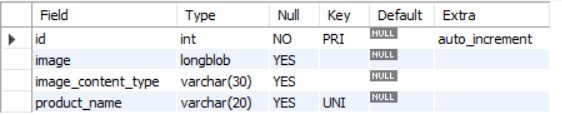 Field Type Null Key Default Extra
id int NO PRI NULL auto_increment
image longblob YES NULL
image_content_type varchar(30) YES NULL
product_name varchar(20) YES UNI NULL